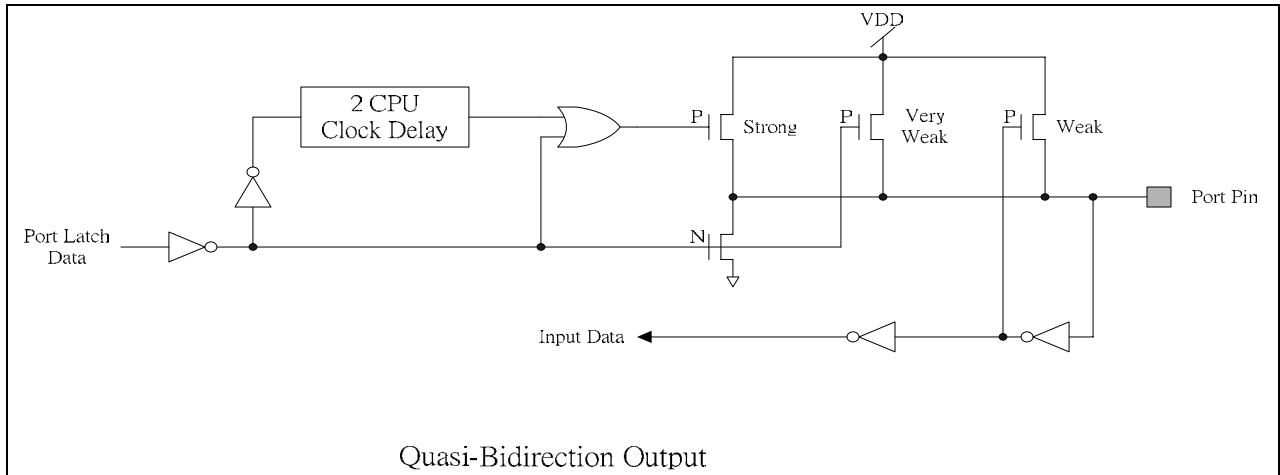 VDD
2 CPU
Clock Delay
P
Strong
P
Very
Weak
P
Weak
Port Pin
Port Latch
Data
N
Input Data
Quasi-Bidirection Output